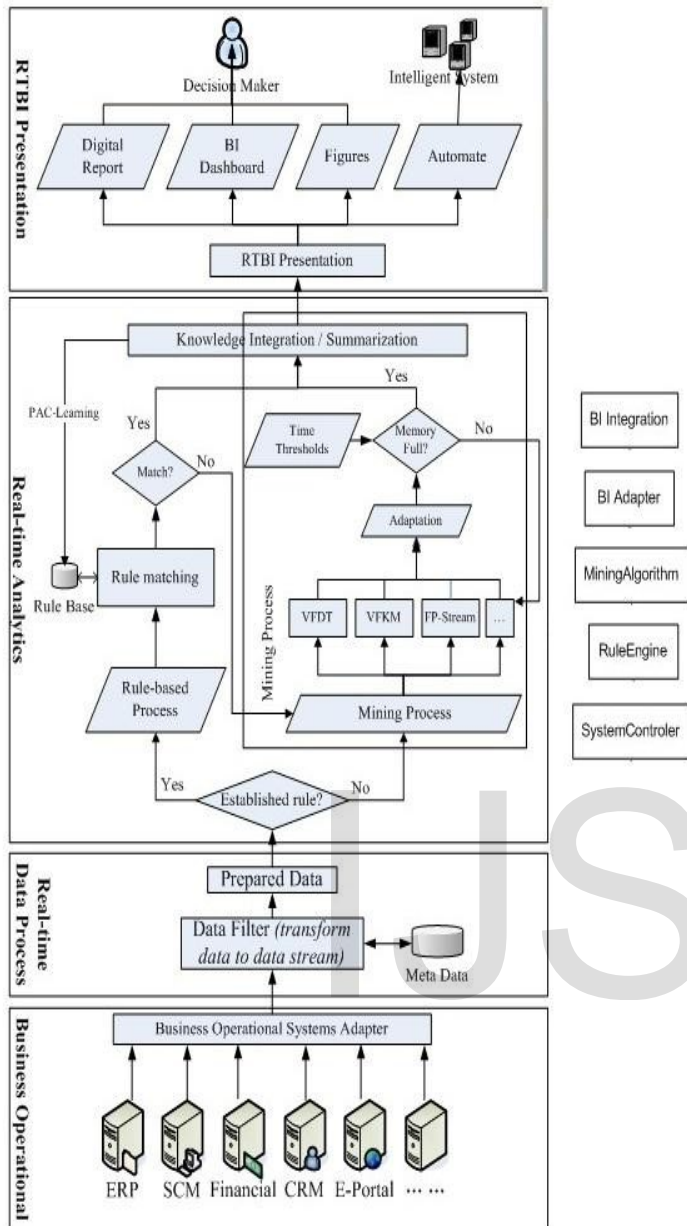 RTBI Presentation
Decision Maker
Intelligent System
Digital
Report
BI
Dashboard
Figures
Automate
RTBI Presentation
Real-time Analytics
Knowledge Integration / Summarization
PAC-Learning
Yes
Yes
Time
Thresholds
Memory
Full?
No
Match?
No
Adaptation
Rule matching
Rule Base
Mining Process
VFDT
VFKM
FP-Stream
...
Rule-based
Process
Mining Process
Yes
Established rule?
No
BI Integration
BI Adapter
MiningAlgorithm
RuleEngine
SystemControler
Real-time
Data Process
Prepared Data
Data Filter (transform
data to data stream)
Meta Data
IJS
Business Operational
Business Operational Systems Adapter
ERP
SCM
Financial
CRM
E-Portal
... ...